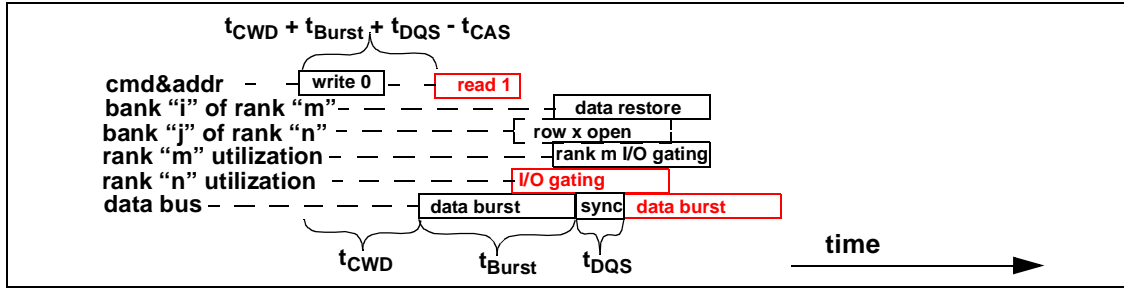 tCWD + tBurst + tDQS - tCAS
cmd&addr write 0 read 1
bank “i” of rank “m” data restore
bank “j” of rank “n” row x open
rank “m” utilization rank m I/O gating
rank “n” utilization I/O gating
data bus data burst sync data burst
tCWD tBurst tDQS time